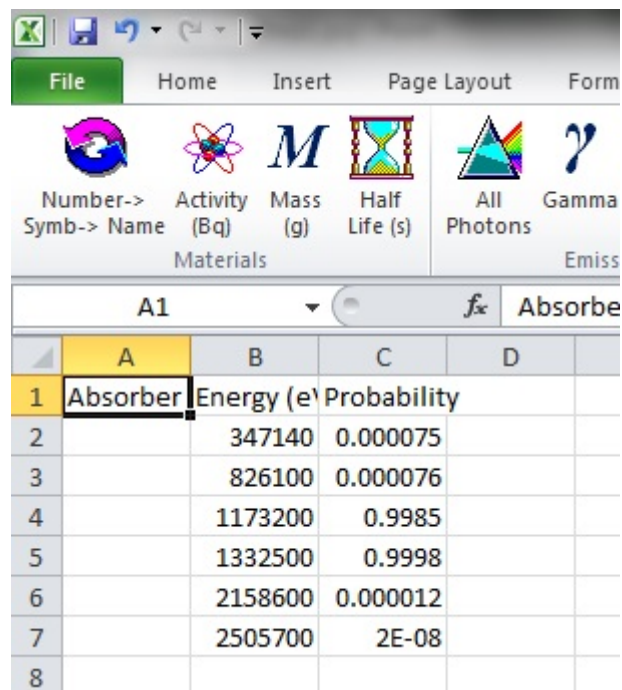 File Home Insert Page Layout Form
M γ
Number-> Activity Mass Half All Gamma
Symb-> Name (Bq) (g) Life (s) Photons
Materials Emiss
A1 fx Absorbe
A B C D
1 Absorber Energy (eV Probability
2 347140 0.000075
3 826100 0.000076
4 1173200 0.9985
5 1332500 0.9998
6 2158600 0.000012
7 2505700 2E-08
8